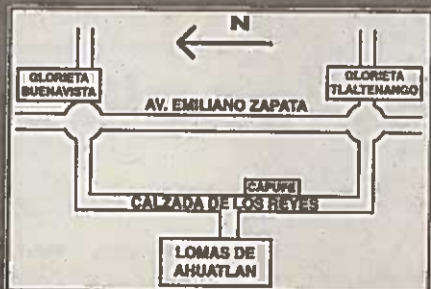 N
GLORIETA
BUENAVISTA
GLORIETA
TLALTENANGO
AV. EMILIANO ZAPATA
CAPUFE
CALZADA DE LOS REYES
LOMAS DE
AHUATLAN